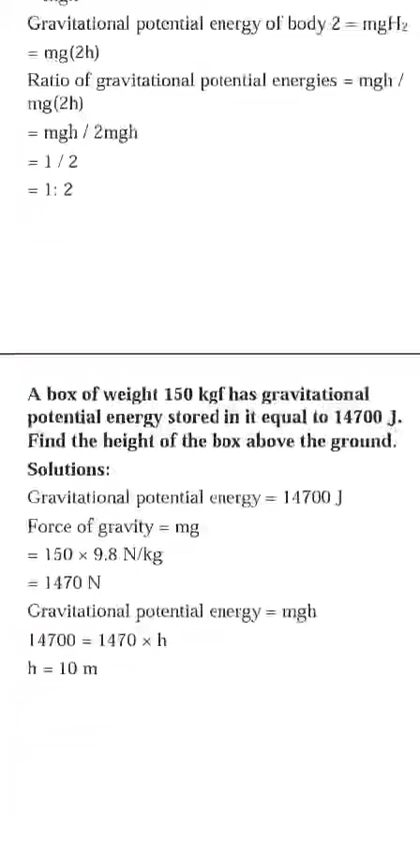 Gravitational potential energy of body 2 = mgH₂
= mg(2h)
Ratio of gravitational potential energies = mgh /
mg(2h)
= mgh / 2mgh
= 1 / 2
= 1: 2
A box of weight 150 kgf has gravitational
potential energy stored in it equal to 14700 J.
Find the height of the box above the ground.
Solutions:
Gravitational potential energy = 14700 J
Force of gravity = mg
= 150 × 9.8 N/kg
= 1470 N
Gravitational potential energy = mgh
14700 = 1470 × h
h = 10 m